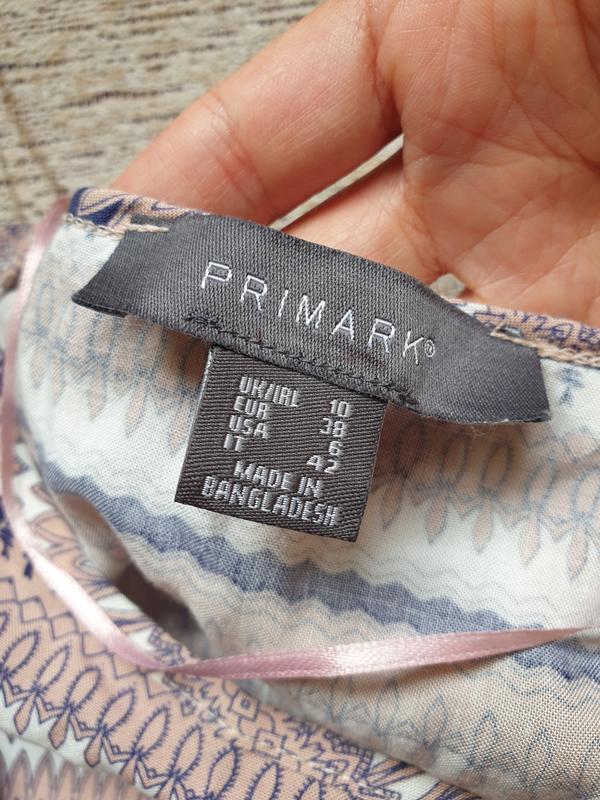 PRIMARK®
UK/IRL 10
EUR 38
USA 6
IT 42
MADE IN
BANGLADESH